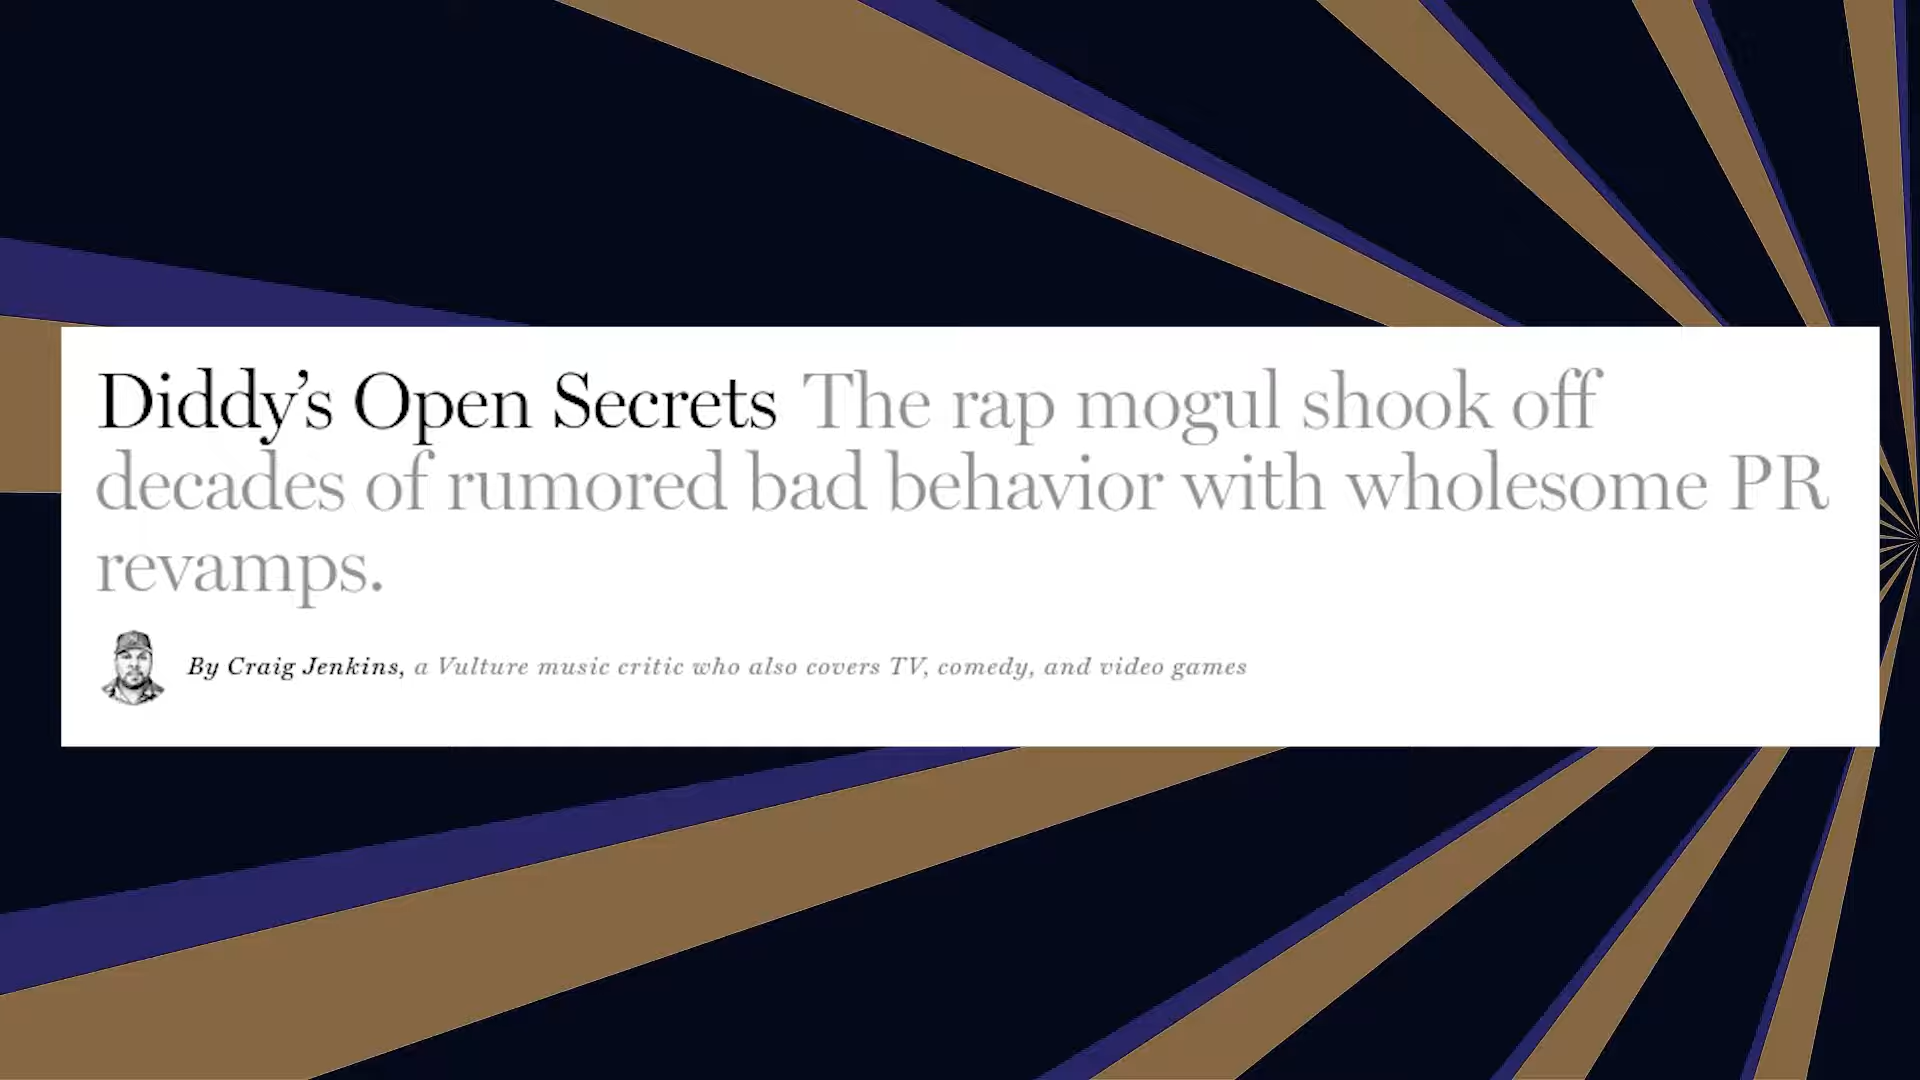 Diddy’s Open Secrets The rap mogul shook off
decades of rumored bad behavior with wholesome PR
revamps.
By Craig Jenkins, a Vulture music critic who also covers TV, comedy, and video games